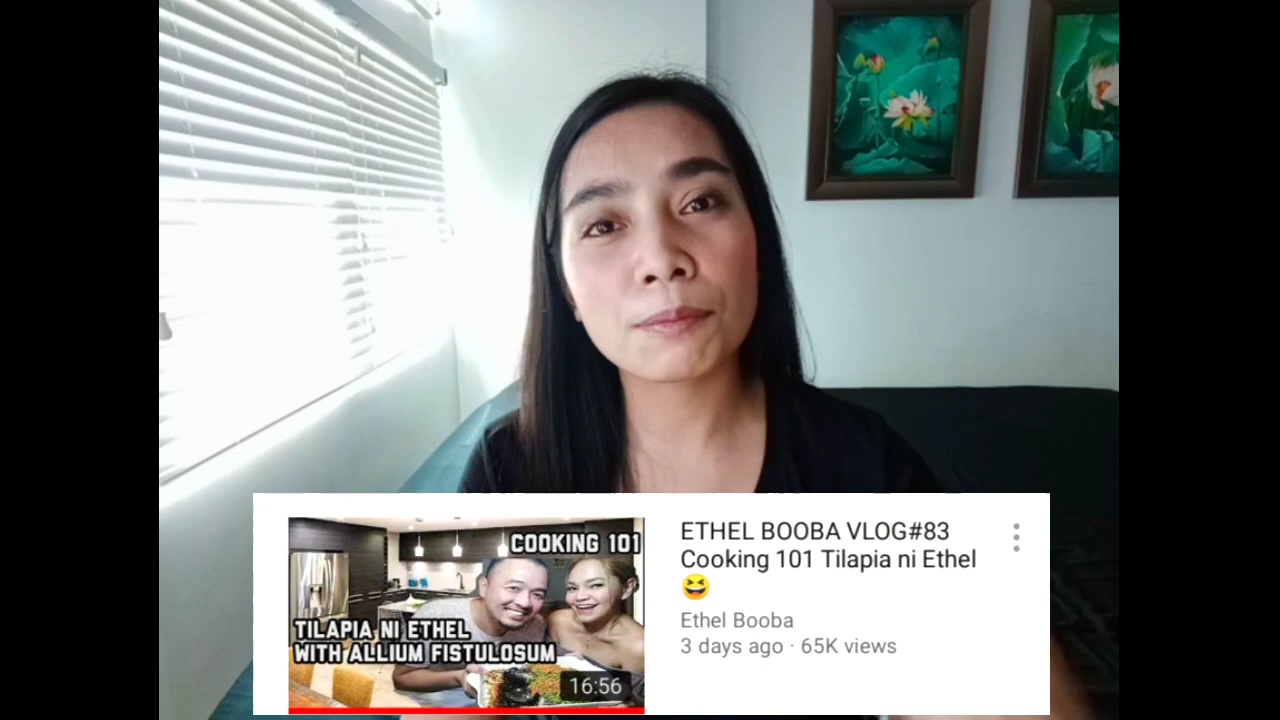 COOKING 101
TILAPIA NI ETHEL
WITH ALLIUM FISTULOSUM
16:56
ETHEL BOOBA VLOG#83
Cooking 101 Tilapia ni Ethel
😆
Ethel Booba
3 days ago · 65K views